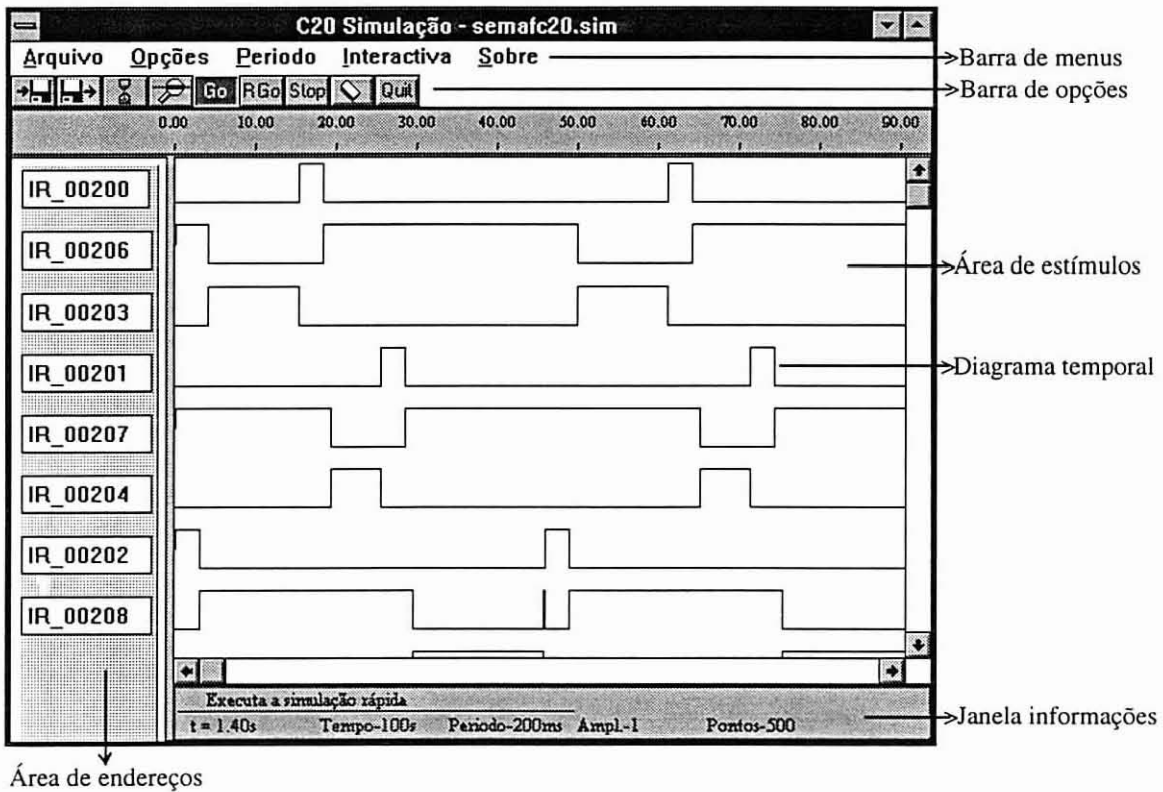 C20 Simulação - semafc20.sim
Arquivo Opções Periodo Interactiva Sobre
Barra de menus
Go RGo Stop Quit
Barra de opções
0.00 10.00 20.00 30.00 40.00 50.00 60.00 70.00 80.00 90.00
IR_00200
IR_00206
Área de estímulos
IR_00203
IR_00201
Diagrama temporal
IR_00207
IR_00204
IR_00202
IR_00208
Executa a simulação rápida
t = 1.40s Tempo-100s Periodo-200ms Ampl.-1 Pontos-500
Janela informações
Área de endereços